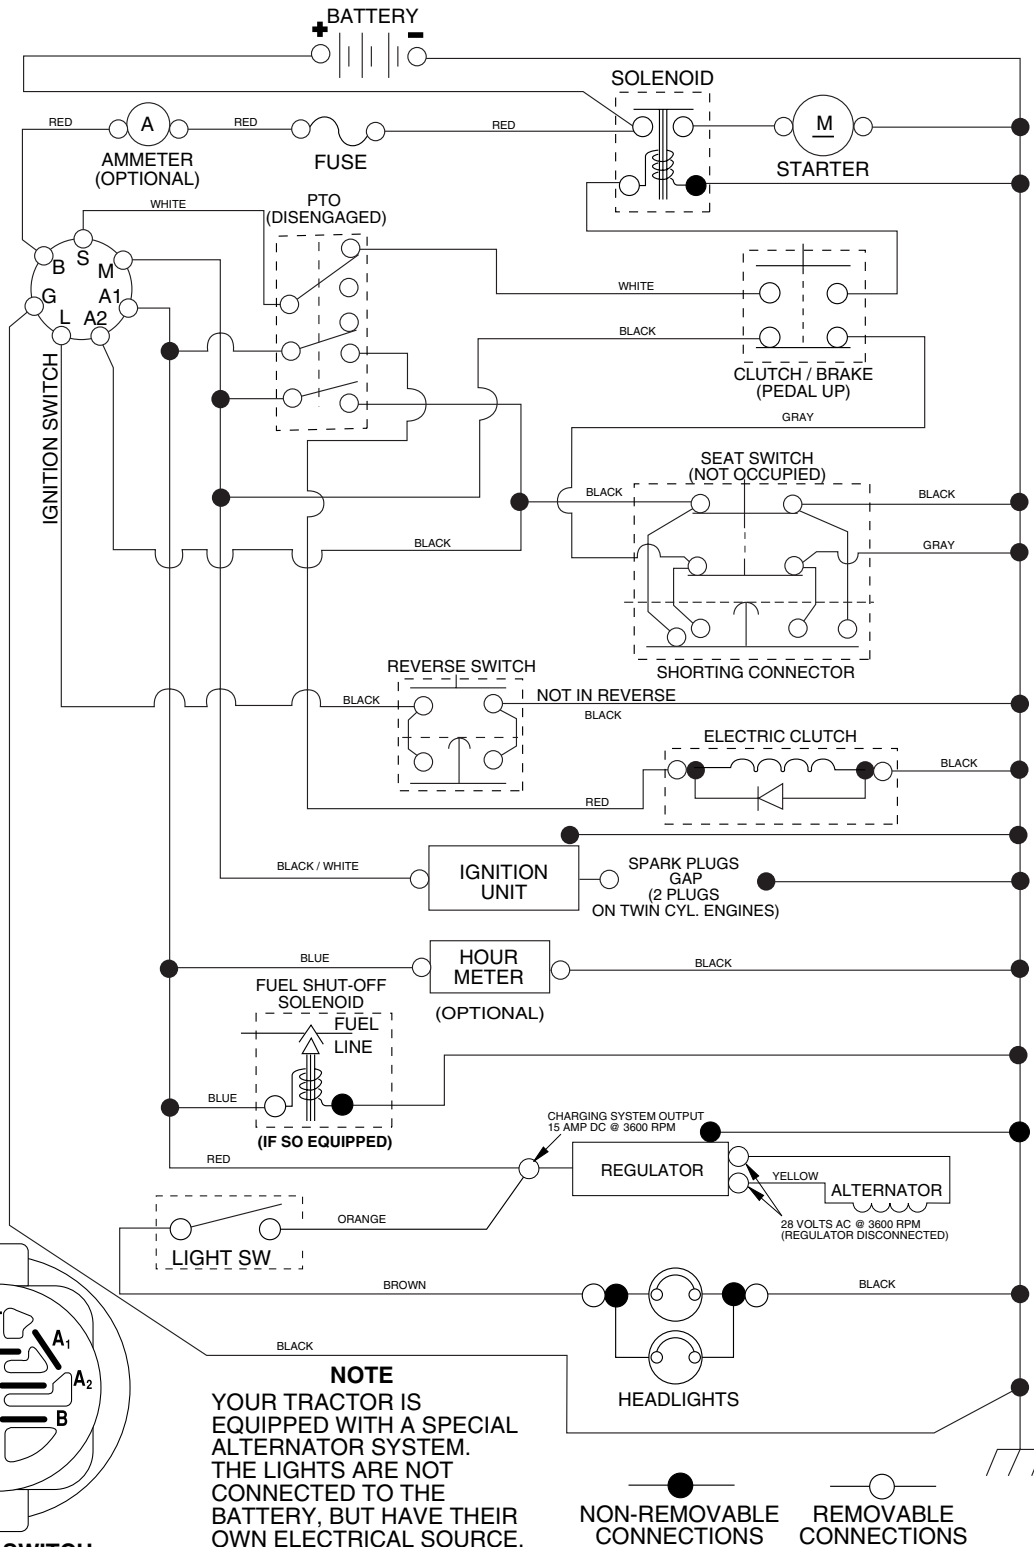 BATTERY
+ -
SOLENOID
RED
A
RED
RED
M
AMMETER
(OPTIONAL)
FUSE
STARTER
PTO
(DISENGAGED)
WHITE
B
S
M
G
A1
L
A2
IGNITION SWITCH
WHITE
BLACK
CLUTCH / BRAKE
(PEDAL UP)
GRAY
SEAT SWITCH
(NOT OCCUPIED)
BLACK
BLACK
BLACK
GRAY
SHORTING CONNECTOR
REVERSE SWITCH
BLACK
NOT IN REVERSE
BLACK
ELECTRIC CLUTCH
BLACK
RED
BLACK / WHITE
IGNITION
UNIT
SPARK PLUGS
GAP
(2 PLUGS
ON TWIN CYL. ENGINES)
BLUE
HOUR
METER
BLACK
(OPTIONAL)
FUEL SHUT-OFF
SOLENOID
FUEL
LINE
BLUE
(IF SO EQUIPPED)
CHARGING SYSTEM OUTPUT
15 AMP DC @ 3600 RPM
RED
REGULATOR
YELLOW
ALTERNATOR
28 VOLTS AC @ 3600 RPM
(REGULATOR DISCONNECTED)
ORANGE
LIGHT SW
BROWN
BLACK
A1
A2
B
BLACK
HEADLIGHTS
NOTE
YOUR TRACTOR IS
EQUIPPED WITH A SPECIAL
ALTERNATOR SYSTEM.
THE LIGHTS ARE NOT
CONNECTED TO THE
BATTERY, BUT HAVE THEIR
OWN ELECTRICAL SOURCE.
NON-REMOVABLE
CONNECTIONS
REMOVABLE
CONNECTIONS